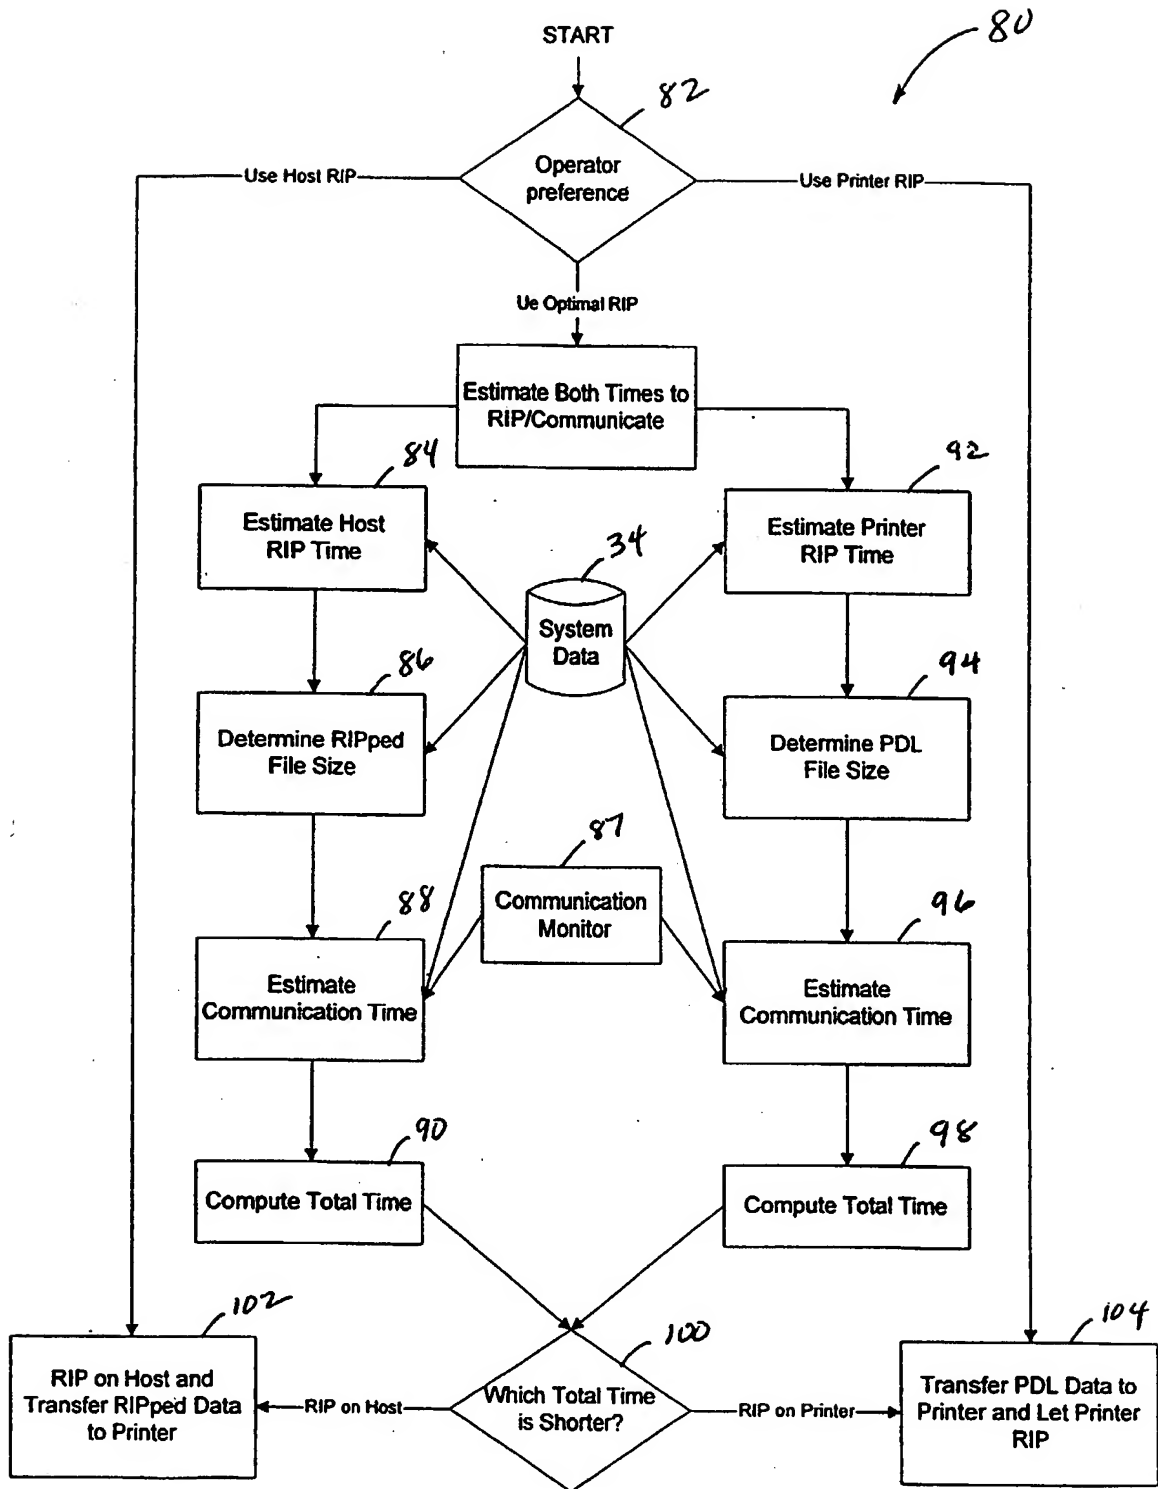 START
80
82
Operator
preference
Use Host RIP
Use Printer RIP
Ue Optimal RIP
Estimate Both Times to
RIP/Communicate
84
92
Estimate Host
RIP Time
Estimate Printer
RIP Time
34
System
Data
86
94
Determine RIPped
File Size
Determine PDL
File Size
87
Communication
Monitor
88
96
Estimate
Communication Time
Estimate
Communication Time
90
98
Compute Total Time
Compute Total Time
102
100
104
RIP on Host and
Transfer RIPped Data
to Printer
RIP on Host
Which Total Time
is Shorter?
RIP on Printer
Transfer PDL Data to
Printer and Let Printer
RIP